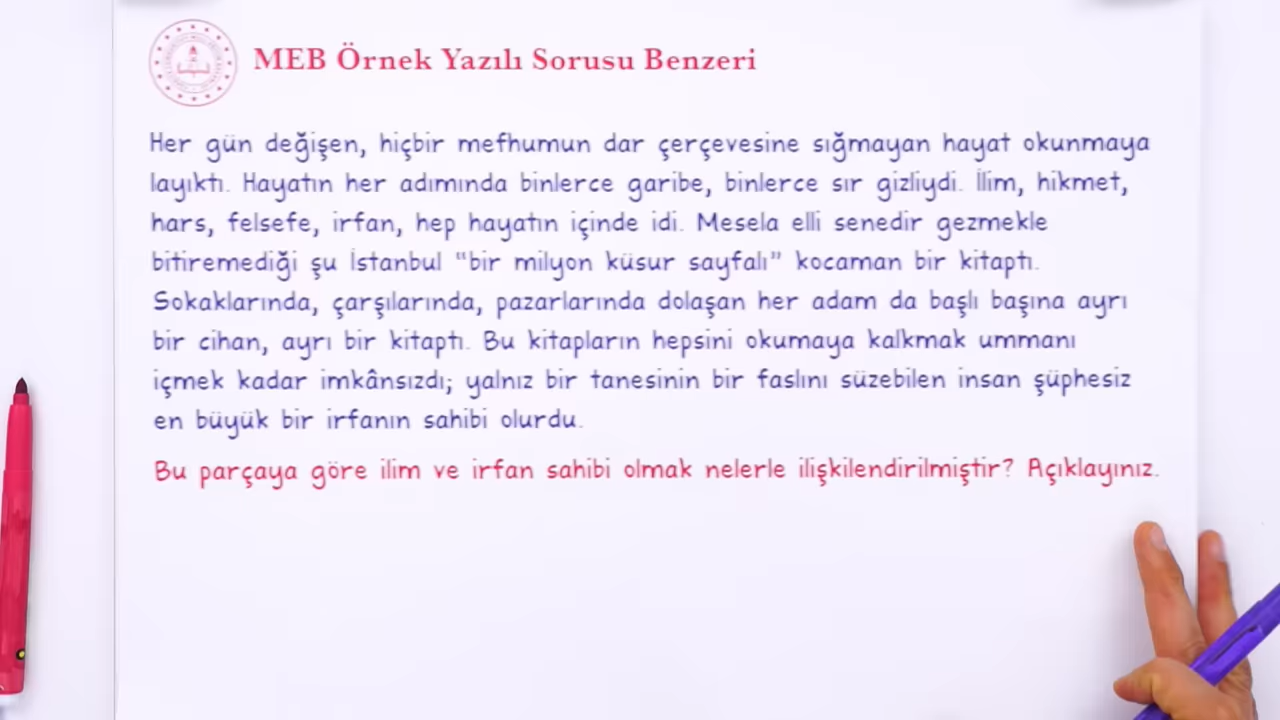 MEB Örnek Yazılı Sorusu Benzeri
Her gün değişen, hiçbir mefhumun dar çerçevesine sığmayan hayat okunmaya
layıktı. Hayatın her adımında binlerce garibe, binlerce sır gizliydi. İlim, hikmet,
hars, felsefe, irfan, hep hayatın içinde idi. Mesela elli senedir gezmekle
bitiremediği şu İstanbul "bir milyon küsur sayfalı" kocaman bir kitaptı.
Sokaklarında, çarşılarında, pazarlarında dolaşan her adam da başlı başına ayrı
bir cihan, ayrı bir kitaptı. Bu kitapların hepsini okumaya kalkmak ummanı
içmek kadar imkânsızdı; yalnız bir tanesinin bir faslını süzebilen insan şüphesiz
en büyük bir irfanın sahibi olurdu.
Bu parçaya göre ilim ve irfan sahibi olmak nelerle ilişkilendirilmiştir? Açıklayınız.